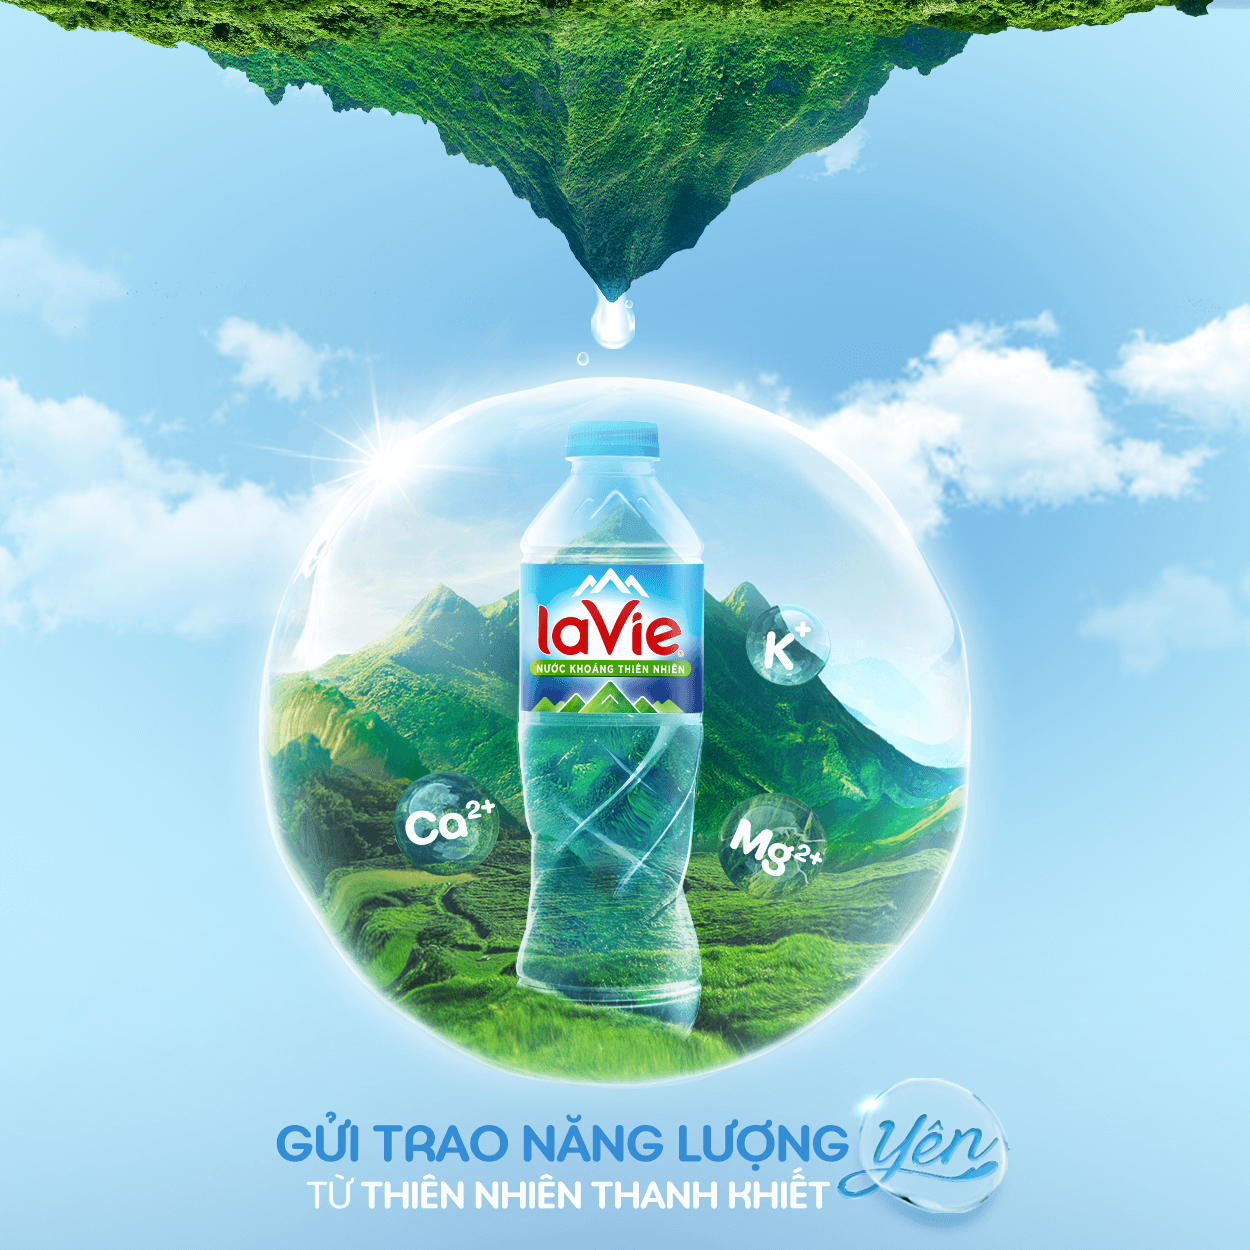 laVie
NƯỚC KHOÁNG THIÊN NHIÊN
K+
Ca2+
Mg2+
GỬI TRAO NĂNG LƯỢNG Yên
TỪ THIÊN NHIÊN THANH KHIẾT